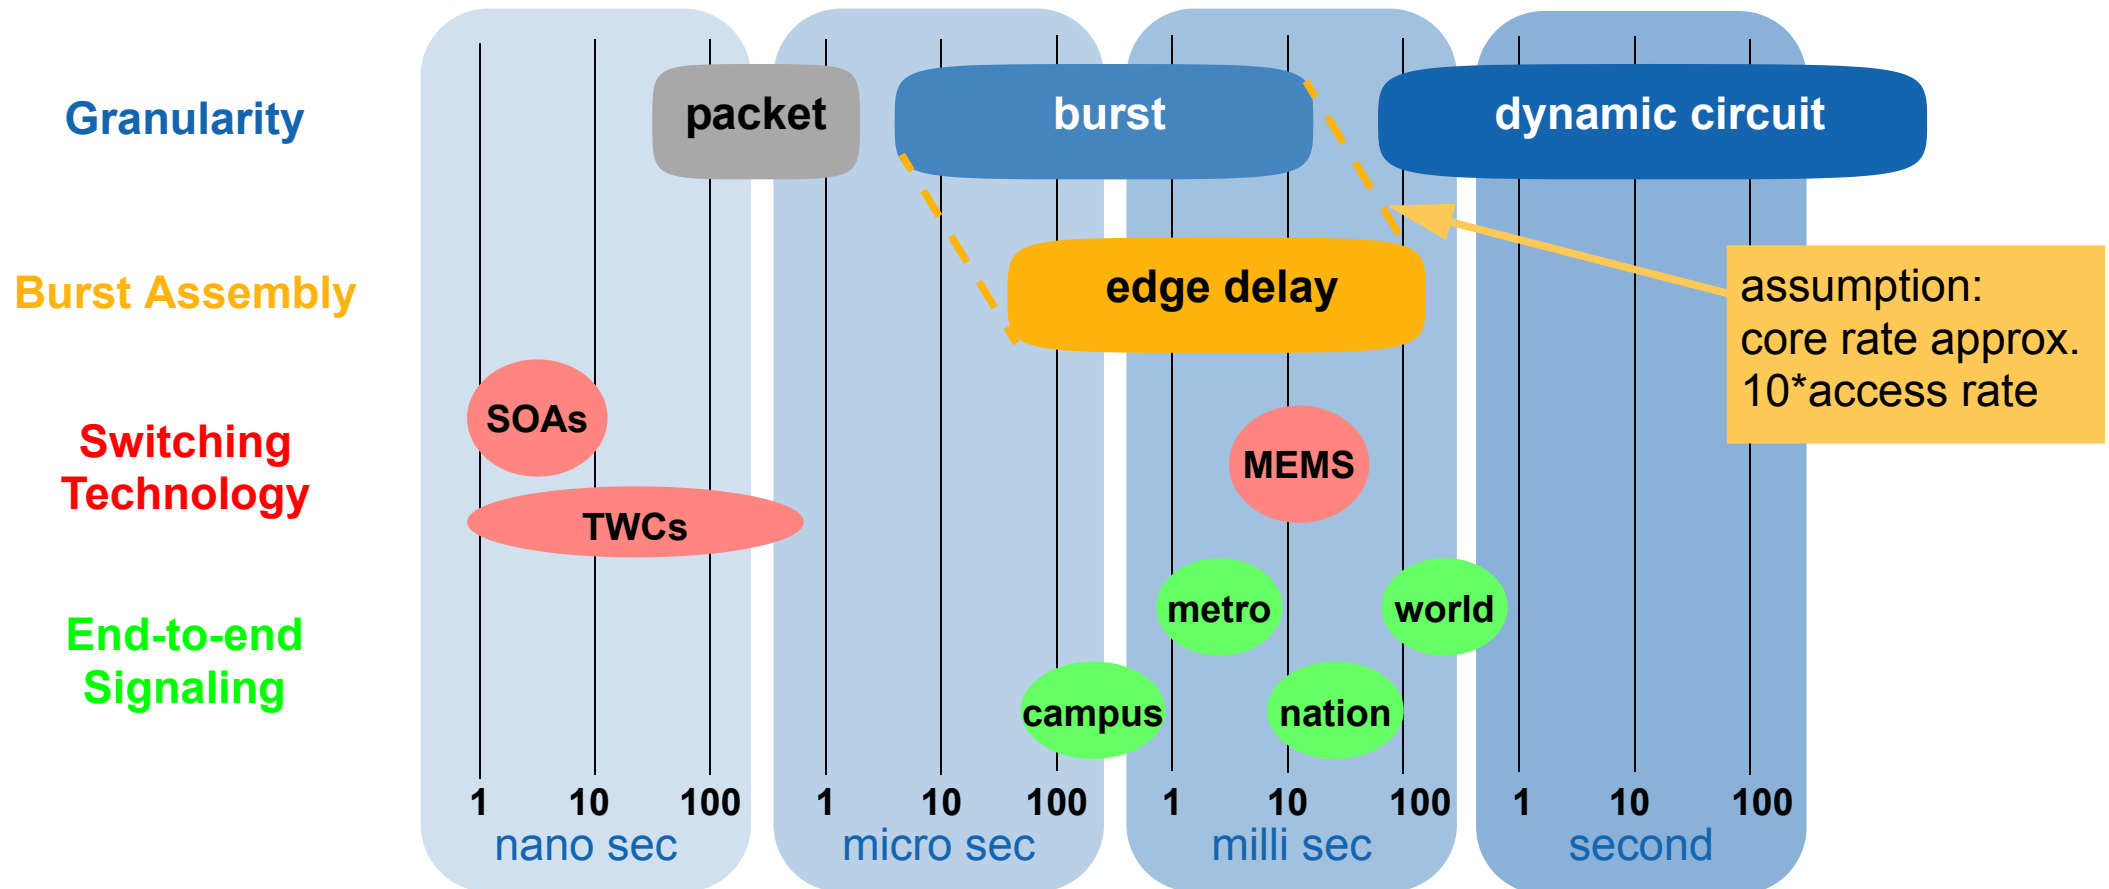 Granularity
packet
burst
dynamic circuit
Burst Assembly
edge delay
assumption:
core rate approx.
10*access rate
Switching
Technology
SOAs
MEMS
TWCs
End-to-end
Signaling
metro
world
campus
nation
1 10 100 1 10 100 1 10 100 1 10 100
nano sec micro sec milli sec second